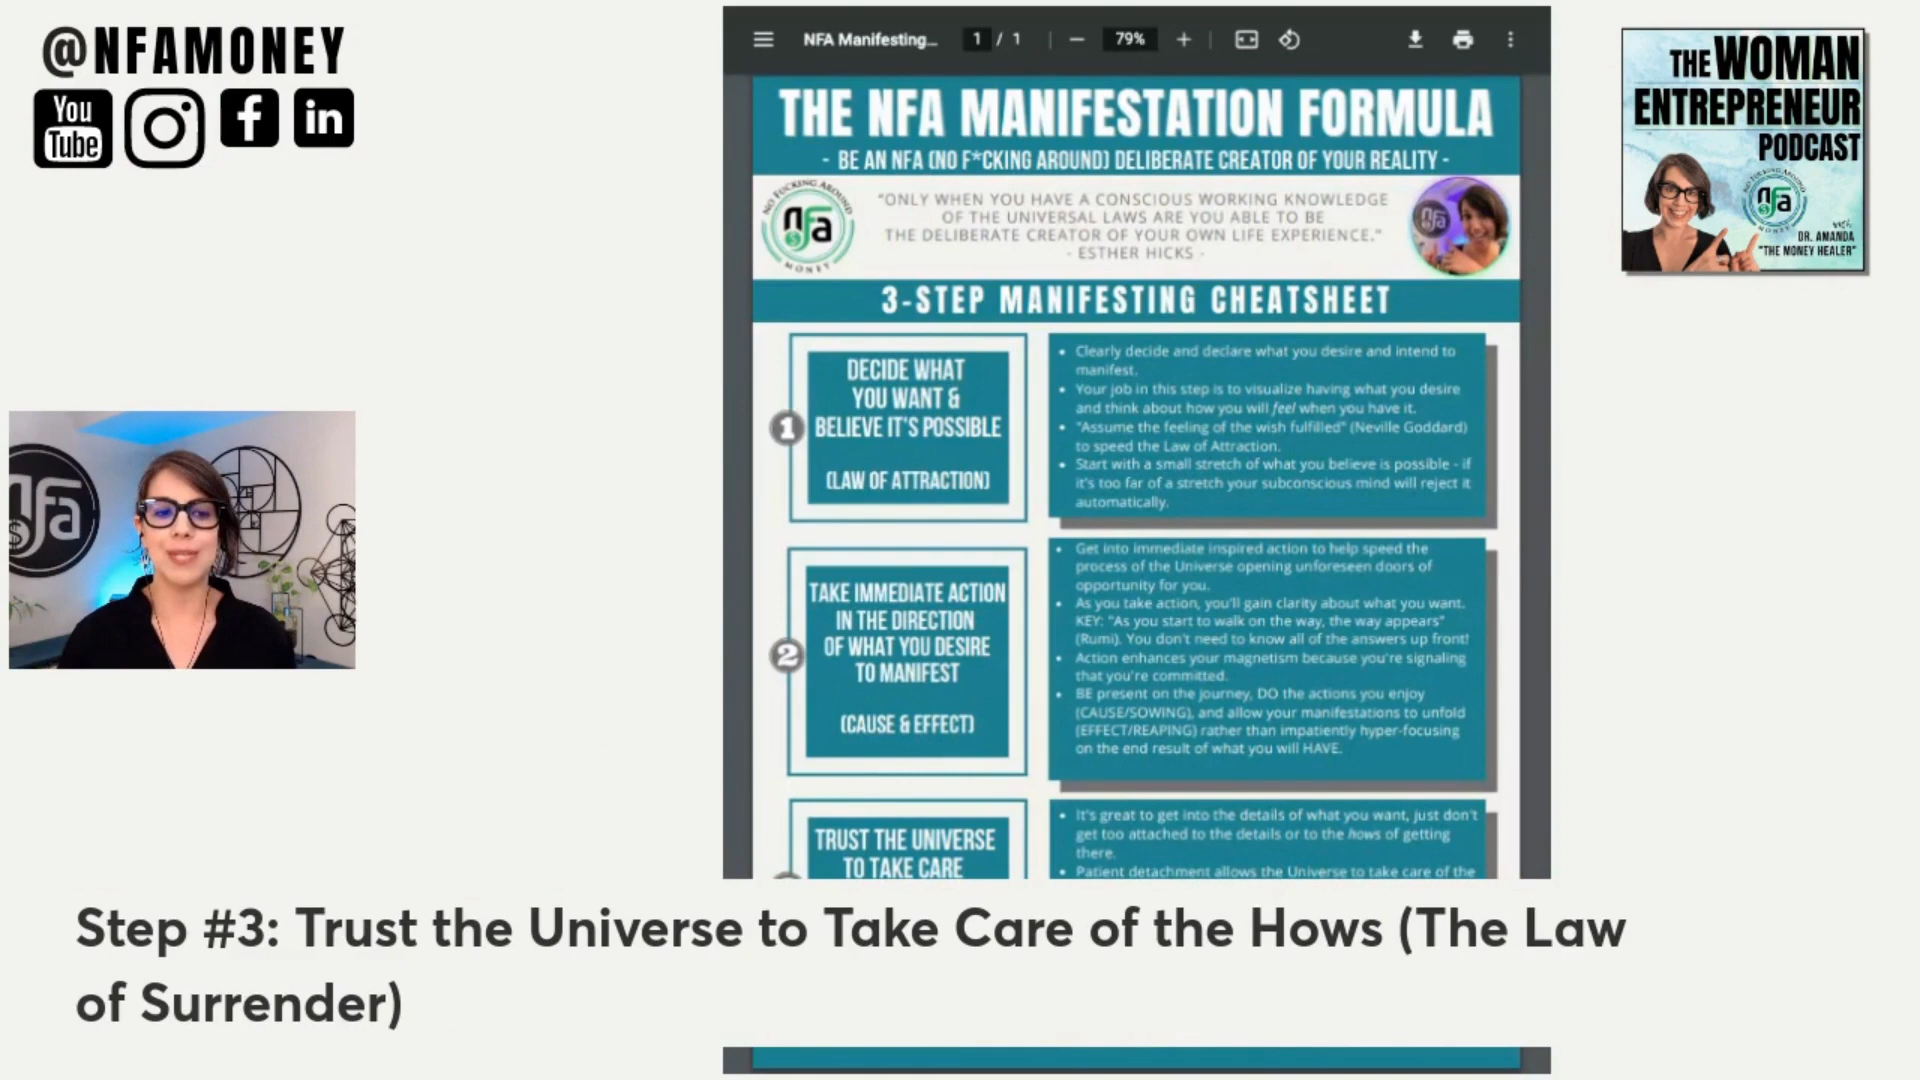 @NFAMONEY
You
Tube
f
in
NFA Manifesting...
1 / 1
79%
THE NFA MANIFESTATION FORMULA
- BE AN NFA (NO F*CKING AROUND) DELIBERATE CREATOR OF YOUR REALITY -
NO FUCKING AROUND
nfa
$
MONEY
"ONLY WHEN YOU HAVE A CONSCIOUS WORKING KNOWLEDGE
OF THE UNIVERSAL LAWS ARE YOU ABLE TO BE
THE DELIBERATE CREATOR OF YOUR OWN LIFE EXPERIENCE."
- ESTHER HICKS -
nfa
3-STEP MANIFESTING CHEATSHEET
1
DECIDE WHAT
YOU WANT &
BELIEVE IT'S POSSIBLE
(LAW OF ATTRACTION)
• Clearly decide and declare what you desire and intend to
manifest.
• Your job in this step is to visualize having what you desire
and think about how you will feel when you have it.
• "Assume the feeling of the wish fulfilled" (Neville Goddard)
to speed the Law of Attraction.
• Start with a small stretch of what you believe is possible - if
it's too far of a stretch your subconscious mind will reject it
automatically.
2
TAKE IMMEDIATE ACTION
IN THE DIRECTION
OF WHAT YOU DESIRE
TO MANIFEST
(CAUSE & EFFECT)
• Get into immediate inspired action to help speed the
process of the Universe opening unforeseen doors of
opportunity for you.
• As you take action, you'll gain clarity about what you want.
KEY: "As you start to walk on the way, the way appears"
(Rumi). You don't need to know all of the answers up front!
• Action enhances your magnetism because you're signaling
that you're committed.
• BE present on the journey, DO the actions you enjoy
(CAUSE/SOWING), and allow your manifestations to unfold
(EFFECT/REAPING) rather than impatiently hyper-focusing
on the end result of what you will HAVE.
TRUST THE UNIVERSE
TO TAKE CARE
• It's great to get into the details of what you want, just don't
get too attached to the details or to the hows of getting
there.
• Patient detachment allows the Universe to take care of the
THE WOMAN
ENTREPRENEUR
PODCAST
NO FUCKING AROUND
nfa
$
MONEY
with
DR. AMANDA
"THE MONEY HEALER"
nfa
$
Step #3: Trust the Universe to Take Care of the Hows (The Law
of Surrender)